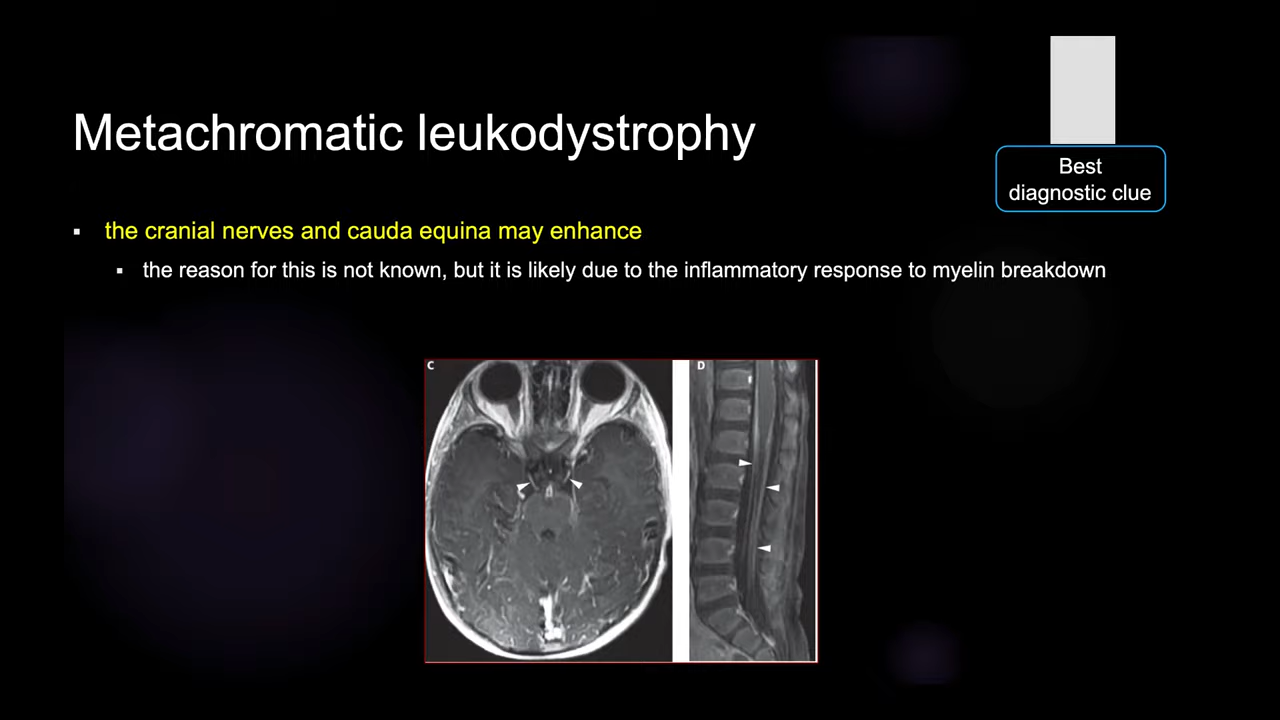 Metachromatic leukodystrophy
Best
diagnostic clue
▪ the cranial nerves and cauda equina may enhance
▪ the reason for this is not known, but it is likely due to the inflammatory response to myelin breakdown
C
D